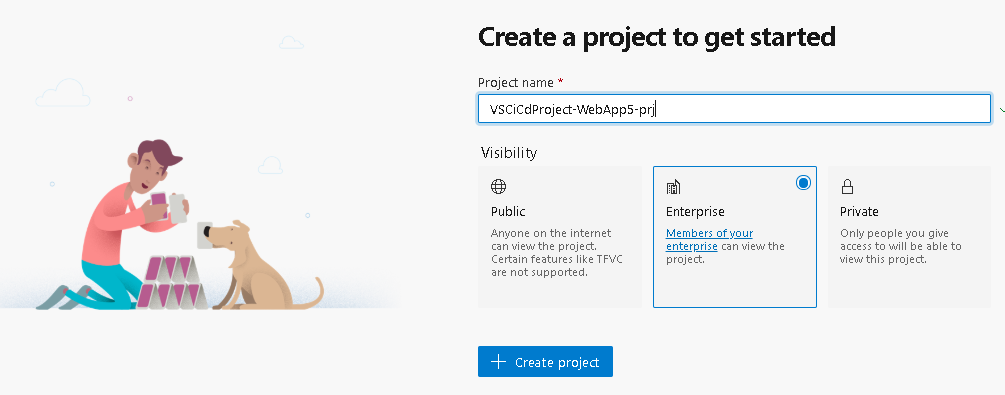 Create a project to get started
Project name *
VSCiCdProject-WebApp5-prj
Visibility
Public
Anyone on the internet
can view the project.
Certain features like TFVC
are not supported.
Enterprise
Members of your
enterprise can view the
project.
Private
Only people you give
access to will be able to
view this project.
Create project